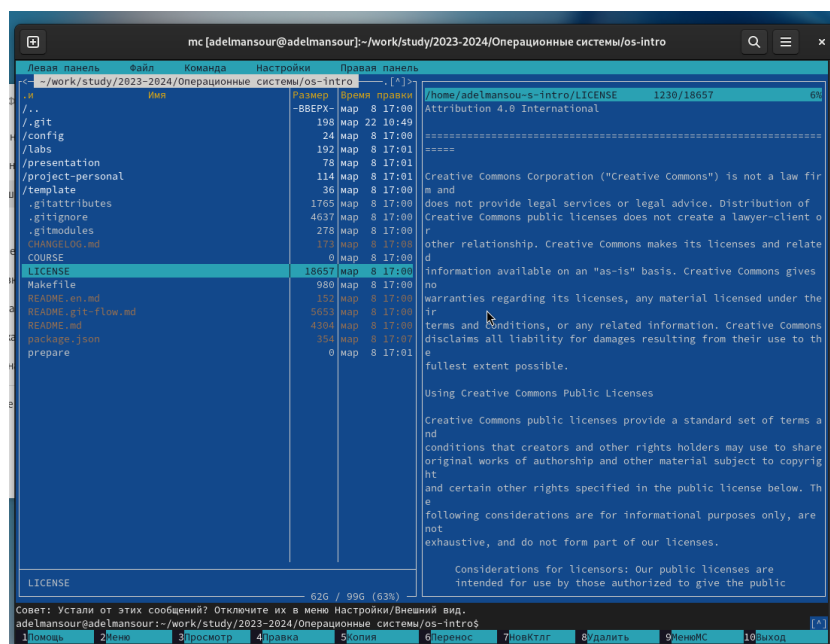 mc [adelmansour@adelmansour]:~/work/study/2023-2024/Операционные системы/os-intro
Левая панель Файл Команда Настройки Правая панель
<- ~/work/study/2023-2024/Операционные системы/os-intro .[^]>
.и Имя Размер Время правки
/.. -ВВЕРХ- мар 8 17:00
/.git 198 мар 22 10:49
/config 24 мар 8 17:00
/labs 192 мар 8 17:01
/presentation 78 мар 8 17:01
/project-personal 114 мар 8 17:01
/template 36 мар 8 17:00
.gitattributes 1765 мар 8 17:00
.gitignore 4637 мар 8 17:00
.gitmodules 278 мар 8 17:00
CHANGELOG.md 173 мар 8 17:08
COURSE 0 мар 8 17:00
LICENSE 18657 мар 8 17:00
Makefile 980 мар 8 17:00
README.en.md 152 мар 8 17:00
README.git-flow.md 5653 мар 8 17:00
README.md 4304 мар 8 17:00
package.json 354 мар 8 17:07
prepare 0 мар 8 17:01
LICENSE
62G / 99G (63%)
/home/adelmansou-s-intro/LICENSE 1230/18657 6%
Attribution 4.0 International
=======================================================================
=====
Creative Commons Corporation ("Creative Commons") is not a law fir
m and
does not provide legal services or legal advice. Distribution of
Creative Commons public licenses does not create a lawyer-client o
r
other relationship. Creative Commons makes its licenses and relate
d
information available on an "as-is" basis. Creative Commons gives
no
warranties regarding its licenses, any material licensed under the
ir
terms and conditions, or any related information. Creative Commons
disclaims all liability for damages resulting from their use to th
e
fullest extent possible.
Using Creative Commons Public Licenses
Creative Commons public licenses provide a standard set of terms a
nd
conditions that creators and other rights holders may use to share
original works of authorship and other material subject to copyrig
ht
and certain other rights specified in the public license below. Th
e
following considerations are for informational purposes only, are
not
exhaustive, and do not form part of our licenses.
Considerations for licensors: Our public licenses are
intended for use by those authorized to give the public
Совет: Устали от этих сообщений? Отключите их в меню Настройки/Внешний вид.
adelmansour@adelmansour:~/work/study/2023-2024/Операционные системы/os-intro$ [^]
1Помощь 2Меню 3Просмотр 4Правка 5Копия 6Перенос 7НовКтлг 8Удалить 9МенюМС 10Выход